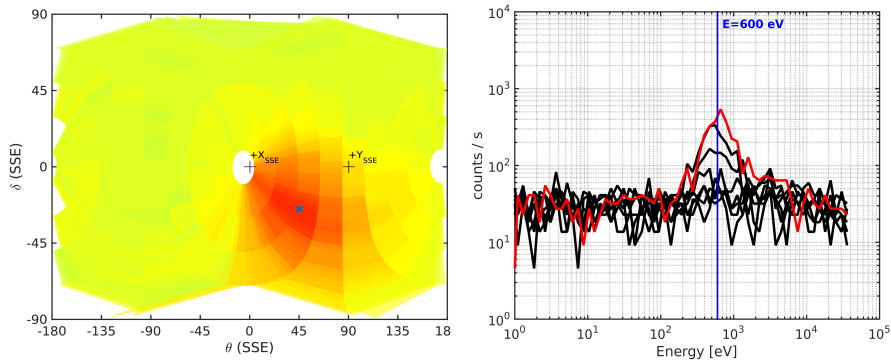 90
45
0
-45
-90
-180 -135 -90 -45 0 45 90 135 18
δ (SSE)
θ (SSE)
+X_SSE
+Y_SSE
10^4
10^3
10^2
10^1
10^0
10^0 10^1 10^2 10^3 10^4 10^5
counts / s
Energy [eV]
E=600 eV